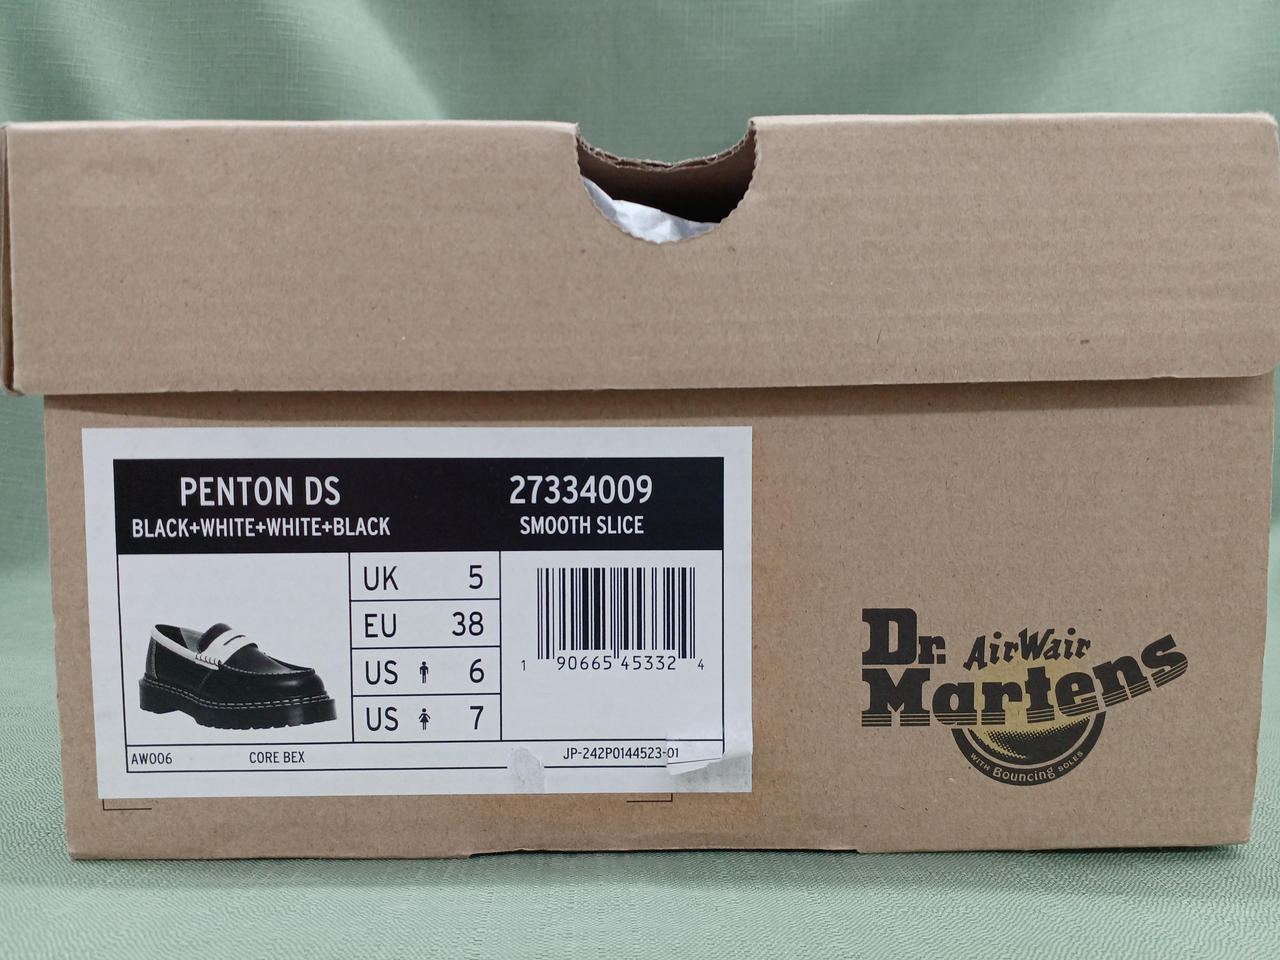 PENTON DS 27334009
BLACK+WHITE+WHITE+BLACK SMOOTH SLICE
UK 5
EU 38
US 6
US 7
1 90665 45332 4
AW006 CORE BEX JP-242P0144523-01
Dr. AirWair
Martens
WITH Bouncing SOLES